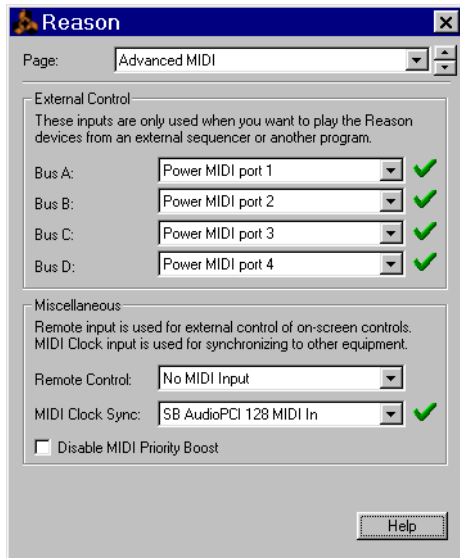 Reason
Page: Advanced MIDI
External Control
These inputs are only used when you want to play the Reason
devices from an external sequencer or another program.
Bus A: Power MIDI port 1
Bus B: Power MIDI port 2
Bus C: Power MIDI port 3
Bus D: Power MIDI port 4
Miscellaneous
Remote input is used for external control of on-screen controls.
MIDI Clock input is used for synchronizing to other equipment.
Remote Control: No MIDI Input
MIDI Clock Sync: SB AudioPCI 128 MIDI In
Disable MIDI Priority Boost
Help